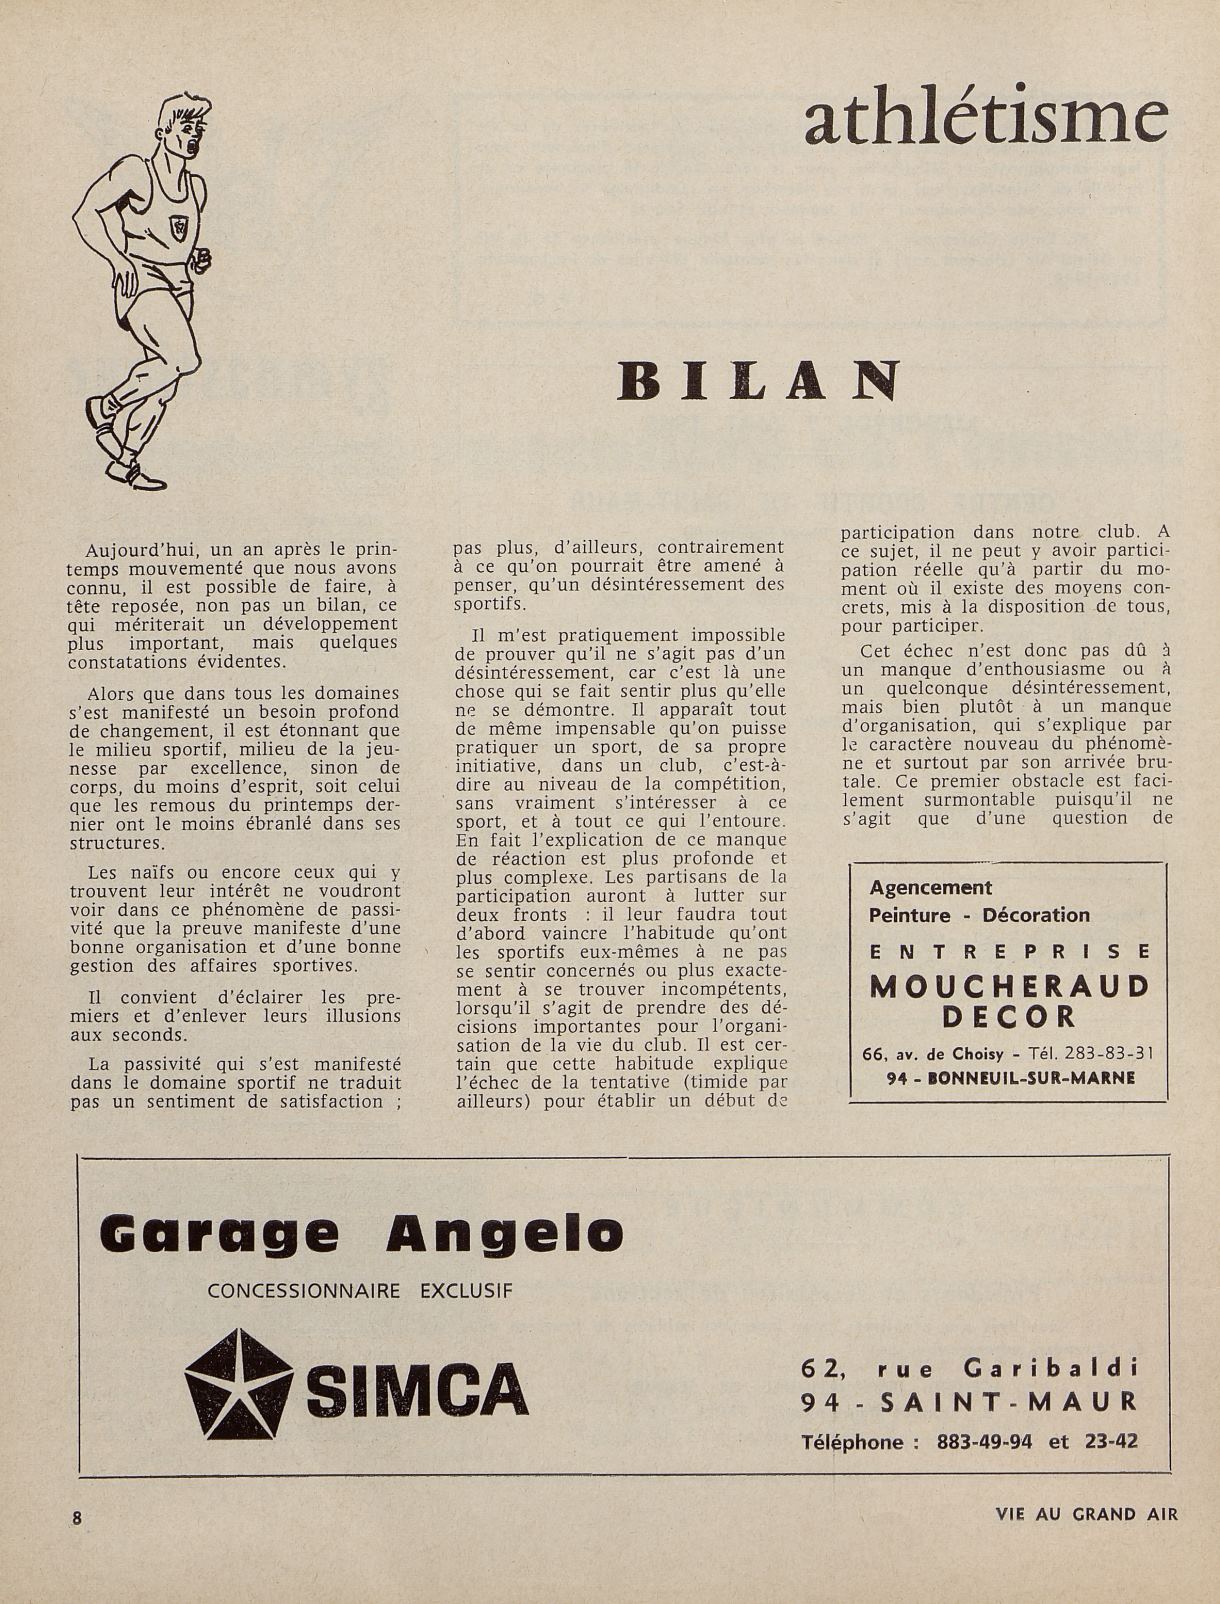 athlétisme
BILAN
Aujourd'hui, un an après le prin-
temps mouvementé que nous avons
connu, il est possible de faire, à
tête reposée, non pas un bilan, ce
qui mériterait un développement
plus important, mais quelques
constatations évidentes.
Alors que dans tous les domaines
s'est manifesté un besoin profond
de changement, il est étonnant que
le milieu sportif, milieu de la jeu-
nesse par excellence, sinon de
corps, du moins d'esprit, soit celui
que les remous du printemps der-
nier ont le moins ébranlé dans ses
structures.
Les naïfs ou encore ceux qui y
trouvent leur intérêt ne voudront
voir dans ce phénomène de passi-
vité que la preuve manifeste d'une
bonne organisation et d'une bonne
gestion des affaires sportives.
Il convient d'éclairer les pre-
miers et d'enlever leurs illusions
aux seconds.
La passivité qui s'est manifesté
dans le domaine sportif ne traduit
pas un sentiment de satisfaction ;
pas plus, d'ailleurs, contrairement
à ce qu'on pourrait être amené à
penser, qu'un désintéressement des
sportifs.
Il m'est pratiquement impossible
de prouver qu'il ne s'agit pas d'un
désintéressement, car c'est là une
chose qui se fait sentir plus qu'elle
ne se démontre. Il apparaît tout
de même impensable qu'on puisse
pratiquer un sport, de sa propre
initiative, dans un club, c'est-à-
dire au niveau de la compétition,
sans vraiment s'intéresser à ce
sport, et à tout ce qui l'entoure.
En fait l'explication de ce manque
de réaction est plus profonde et
plus complexe. Les partisans de la
participation auront à lutter sur
deux fronts : il leur faudra tout
d'abord vaincre l'habitude qu'ont
les sportifs eux-mêmes à ne pas
se sentir concernés ou plus exacte-
ment à se trouver incompétents,
lorsqu'il s'agit de prendre des dé-
cisions importantes pour l'organi-
sation de la vie du club. Il est cer-
tain que cette habitude explique
l'échec de la tentative (timide par
ailleurs) pour établir un début de
participation dans notre club. A
ce sujet, il ne peut y avoir partici-
pation réelle qu'à partir du mo-
ment où il existe des moyens con-
crets, mis à la disposition de tous,
pour participer.
Cet échec n'est donc pas dû à
un manque d'enthousiasme ou à
un quelconque désintéressement,
mais bien plutôt à un manque
d'organisation, qui s'explique par
le caractère nouveau du phénomè-
ne et surtout par son arrivée bru-
tale. Ce premier obstacle est faci-
lement surmontable puisqu'il ne
s'agit que d'une question de
Agencement
Peinture - Décoration
ENTREPRISE
MOUCHERAUD
DECOR
66, av. de Choisy - Tél. 283-83-31
94 - BONNEUIL-SUR-MARNE
Garage Angelo
CONCESSIONNAIRE EXCLUSIF
SIMCA
62, rue Garibaldi
94 - SAINT-MAUR
Téléphone : 883-49-94 et 23-42
8
VIE AU GRAND AIR